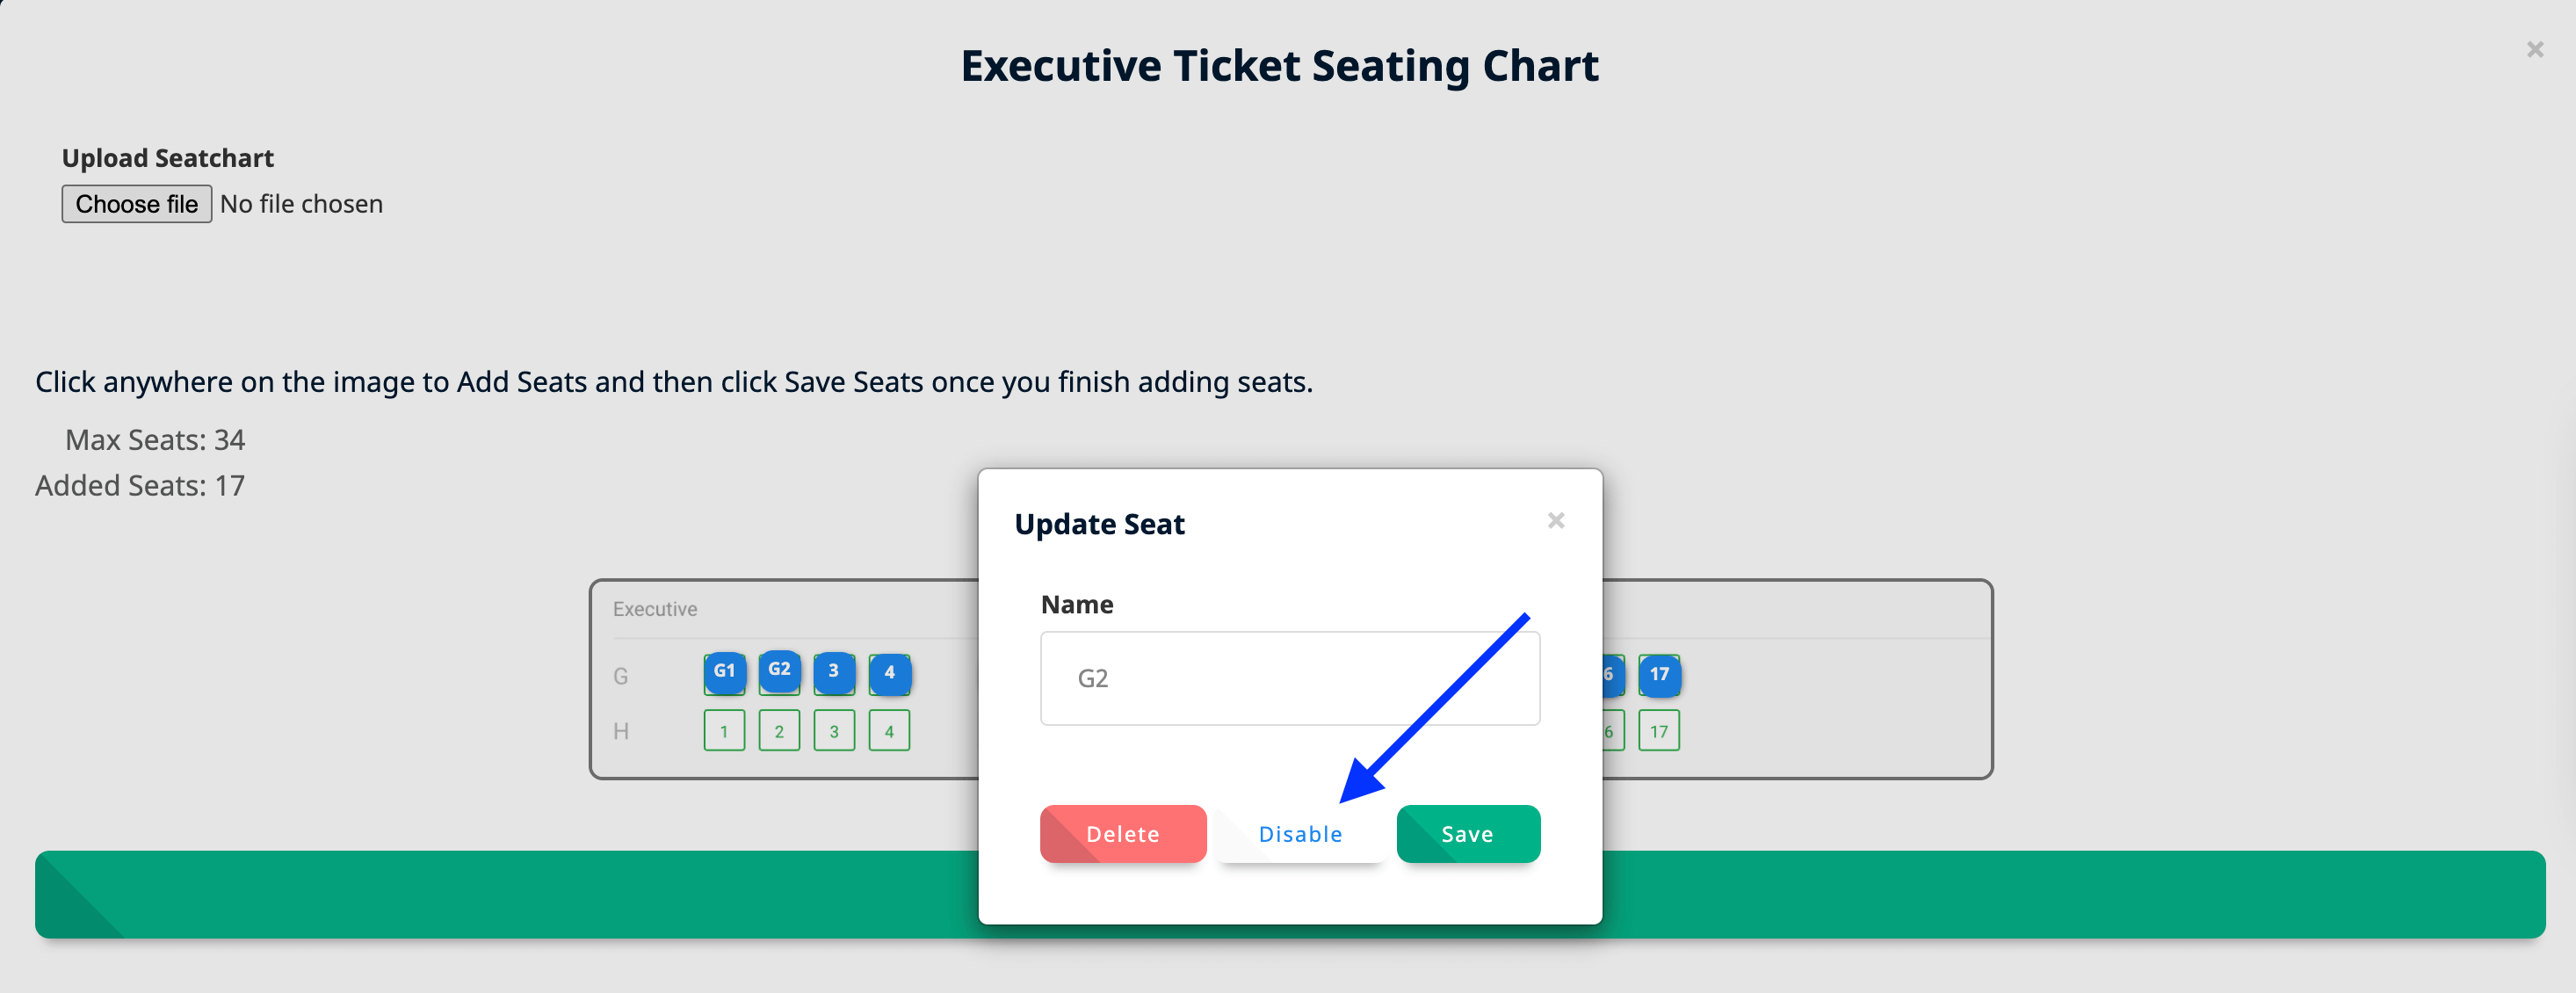 Executive Ticket Seating Chart
×
Upload Seatchart
Choose file No file chosen
Click anywhere on the image to Add Seats and then click Save Seats once you finish adding seats.
Max Seats: 34
Added Seats: 17
Update Seat ×
Name
G2
Delete Disable Save
Executive
G G1 G2 3 4 6 17
H 1 2 3 4 6 17